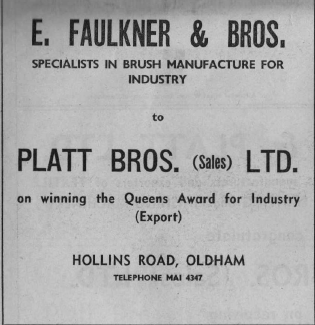 E. FAULKNER & BROS.
SPECIALISTS IN BRUSH MANUFACTURE FOR
INDUSTRY
to
PLATT BROS. (Sales) LTD.
on winning the Queens Award for Industry
(Export)
HOLLINS ROAD, OLDHAM
TELEPHONE MAI 4347